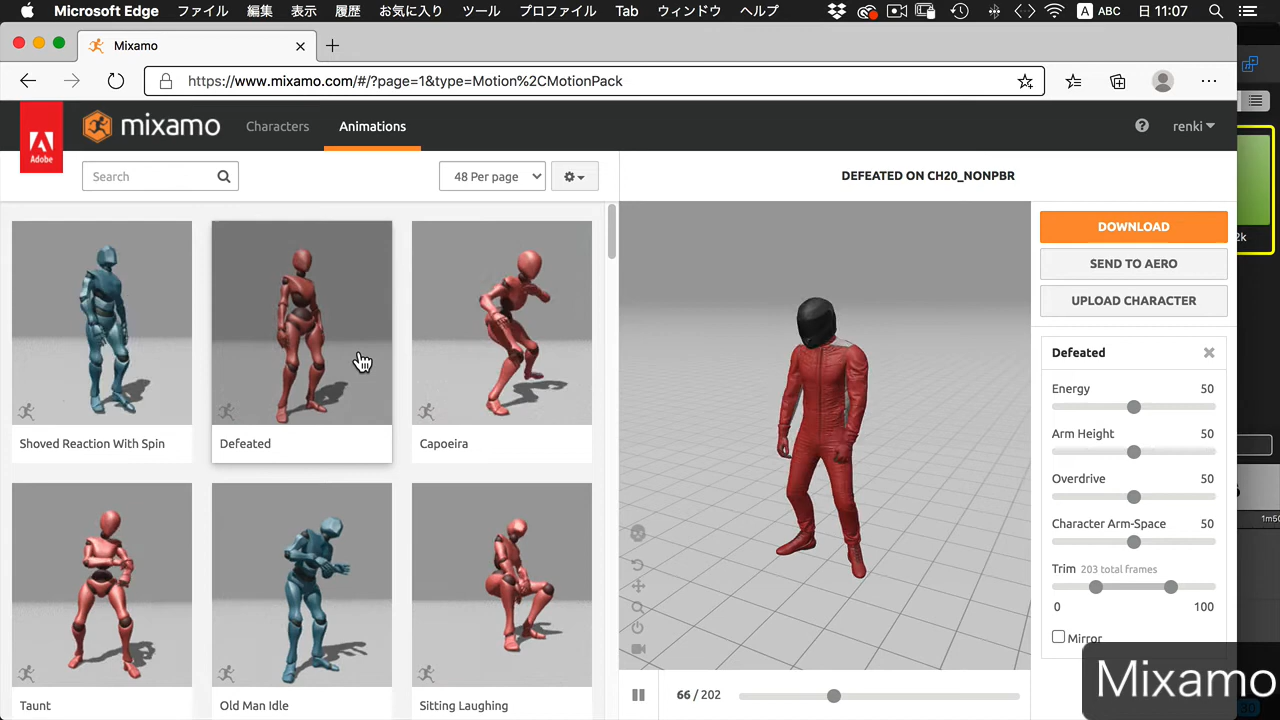 Microsoft Edge ファイル 編集 表示 履歴 お気に入り ツール プロファイル Tab ウィンドウ ヘルプ A ABC 日 11:07
Mixamo
https://www.mixamo.com/#/?page=1&type=Motion%2CMotionPack
Adobe
mixamo Characters Animations renki
Search 48 Per page DEFEATED ON CH20_NONPBR
DOWNLOAD
SEND TO AERO
UPLOAD CHARACTER
Shoved Reaction With Spin Defeated Capoeira
Defeated
Energy 50
Arm Height 50
Overdrive 50
Character Arm-Space 50
Trim 203 total frames
0 100
Mirror
Taunt Old Man Idle Sitting Laughing
66 / 202
Mixamo
2k
1m50
30